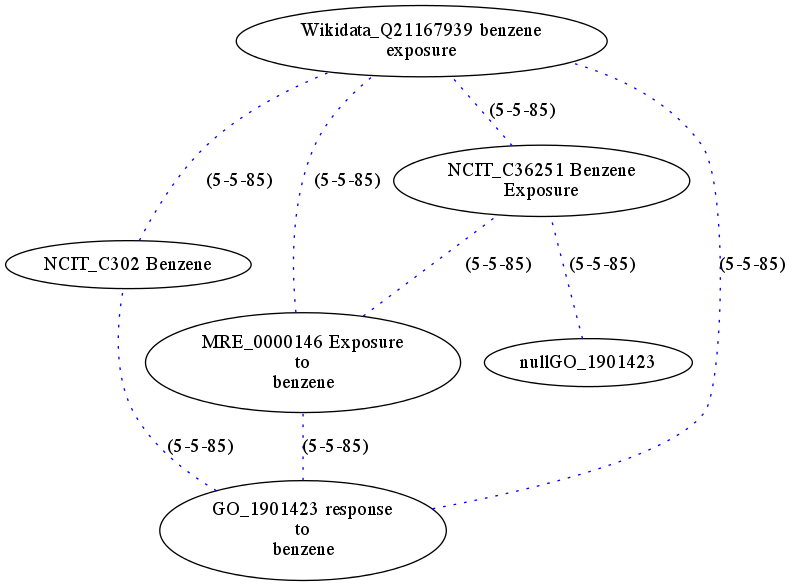 Wikidata_Q21167939 benzene
exposure
(5-5-85)
NCIT_C36251 Benzene
Exposure
(5-5-85)
(5-5-85)
NCIT_C302 Benzene
(5-5-85)
(5-5-85)
(5-5-85)
MRE_0000146 Exposure
to
benzene
nullGO_1901423
(5-5-85)
(5-5-85)
GO_1901423 response
to
benzene